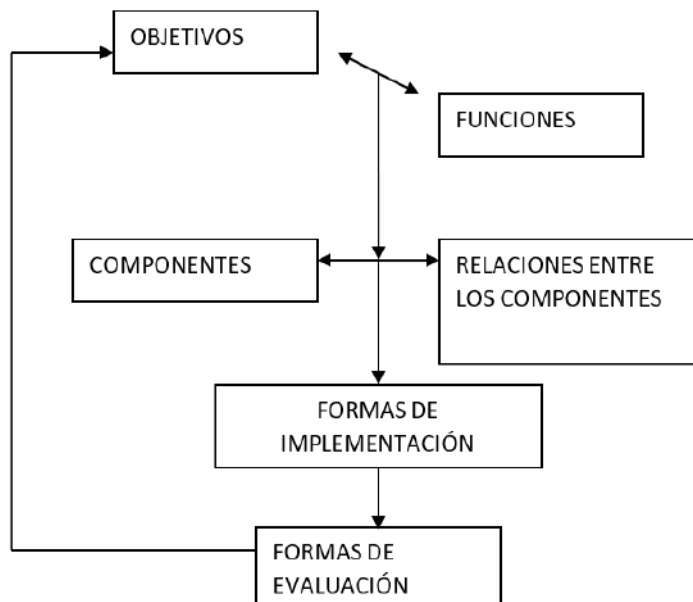 OBJETIVOS
FUNCIONES
COMPONENTES
RELACIONES ENTRE
LOS COMPONENTES
FORMAS DE
IMPLEMENTACIÓN
FORMAS DE
EVALUACIÓN